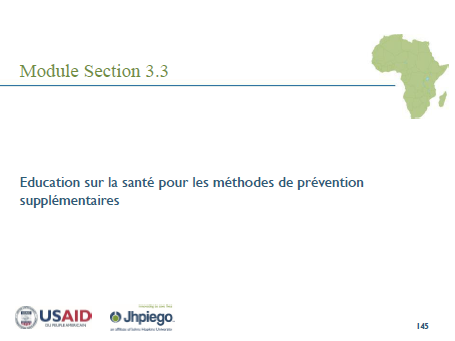 Module Section 3.3
Education sur la santé pour les méthodes de prévention
supplémentaires
USAID
Jhpiego
145